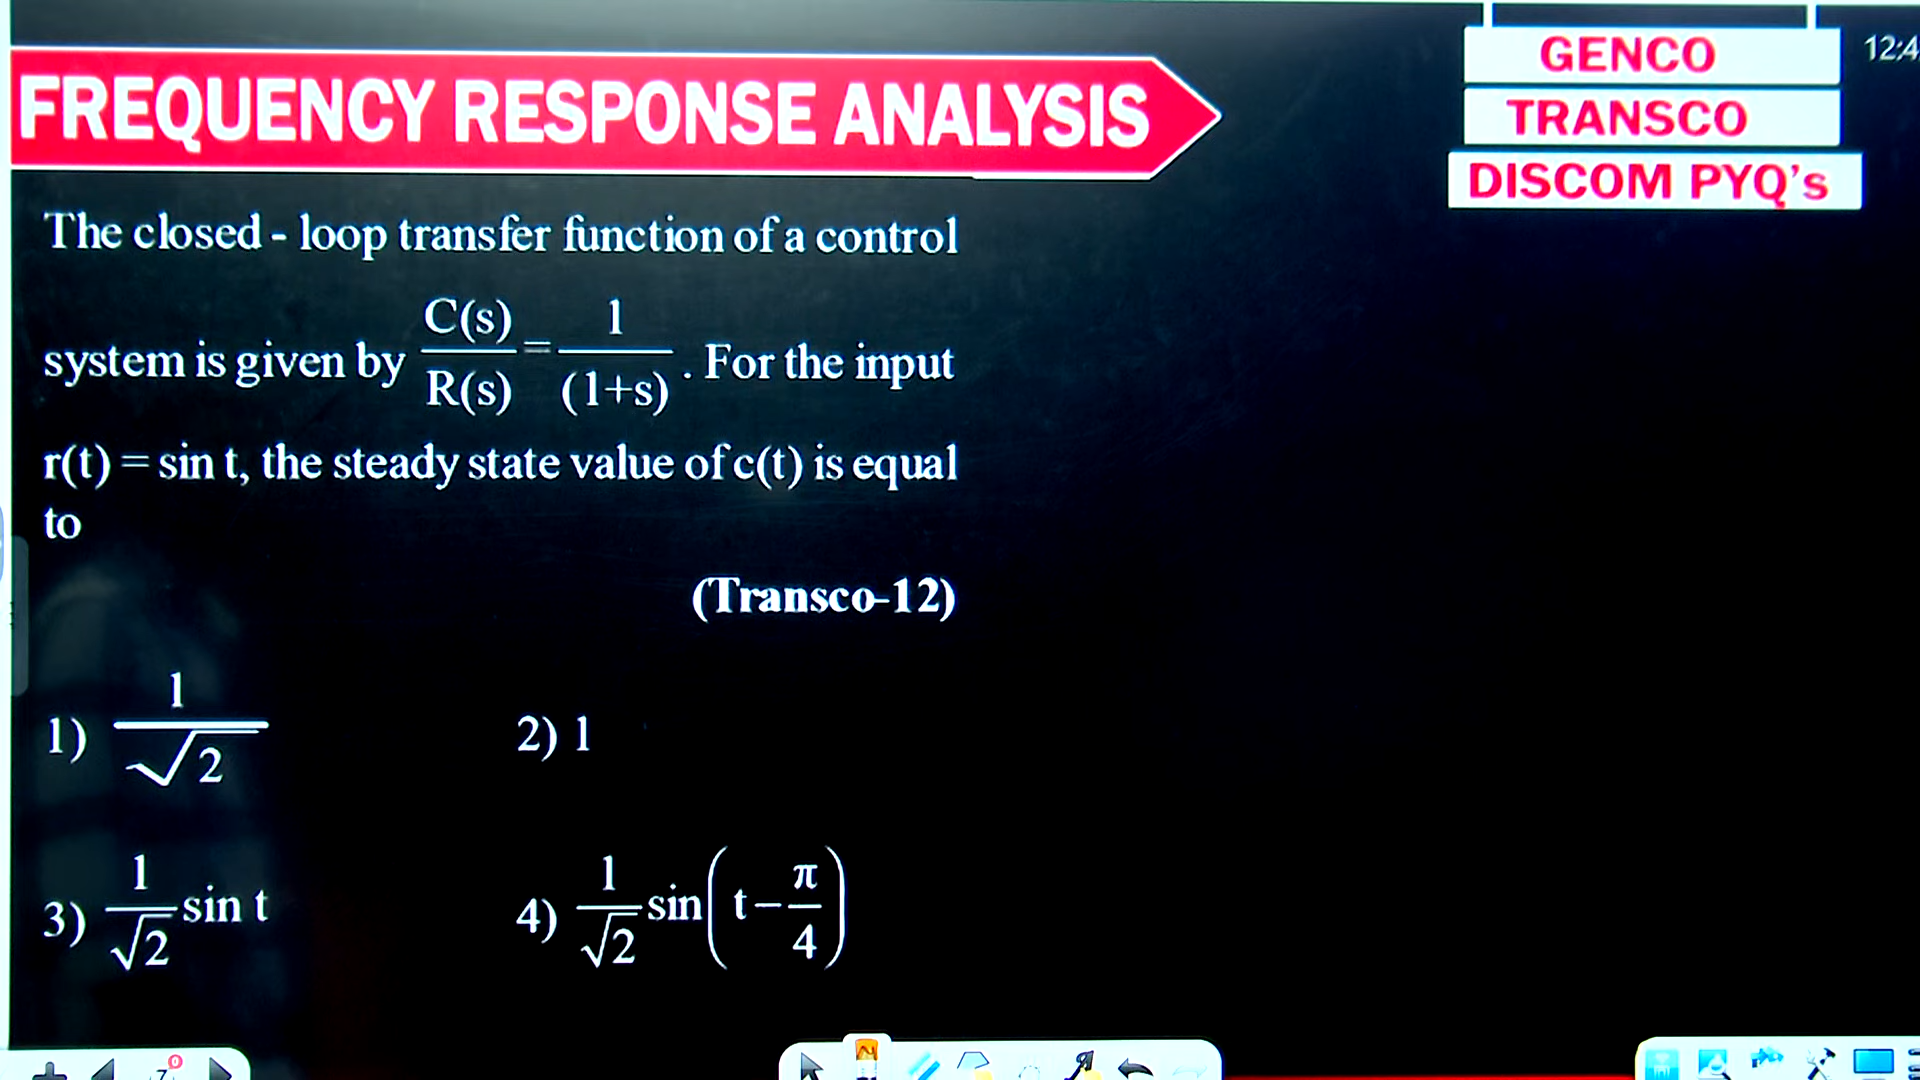 FREQUENCY RESPONSE ANALYSIS
GENCO
TRANSCO
DISCOM PYQ's
12:4
The closed - loop transfer function of a control
system is given by C(s)/R(s) = 1/(1+s). For the input
r(t) = sin t, the steady state value of c(t) is equal
to
(Transco-12)
1) 1/√2
2) 1
3) 1/√2 sin t
4) 1/√2 sin(t − π/4)